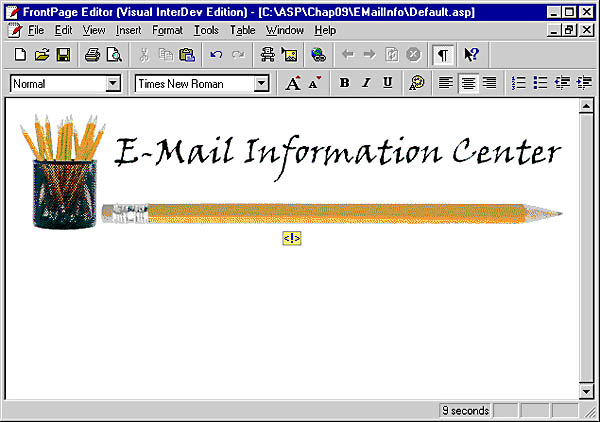 FrontPage Editor (Visual InterDev Edition) - [C:\ASP\Chap09\EMailInfo\Default.asp]
File Edit View Insert Format Tools Table Window Help
Normal Times New Roman A A B I U
E-Mail Information Center
<!>
9 seconds